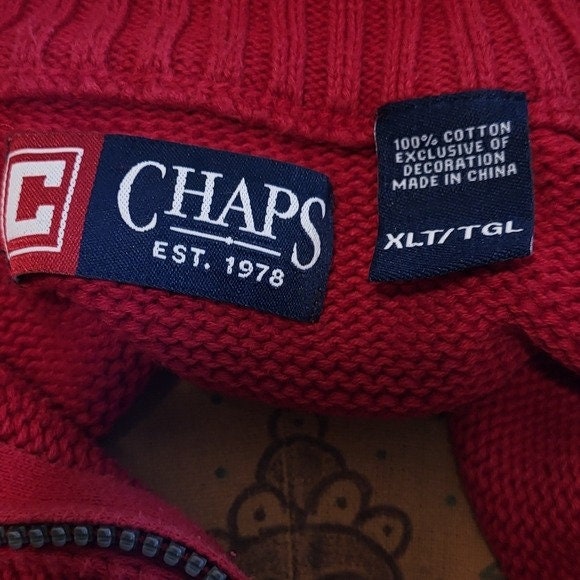 C
CHAPS
EST. 1978
100% COTTON
EXCLUSIVE OF
DECORATION
MADE IN CHINA
XLT/TGL